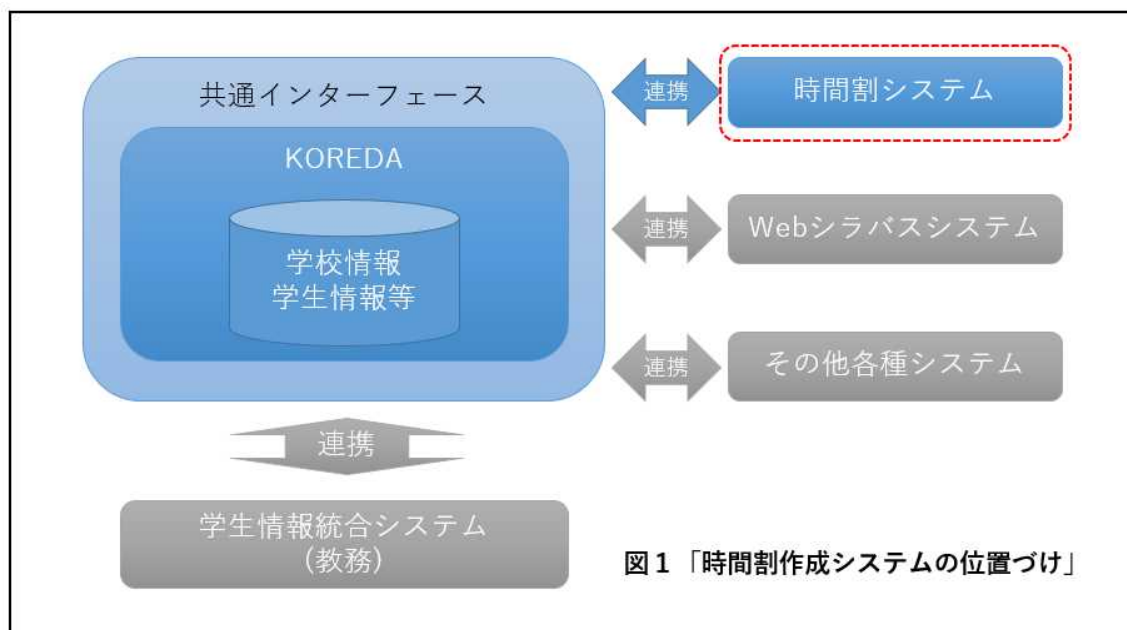 共通インターフェース
KOREDA
学校情報
学生情報等
連携
時間割システム
連携
Webシラバスシステム
連携
その他各種システム
連携
学生情報統合システム
(教務)
図1「時間割作成システムの位置づけ」